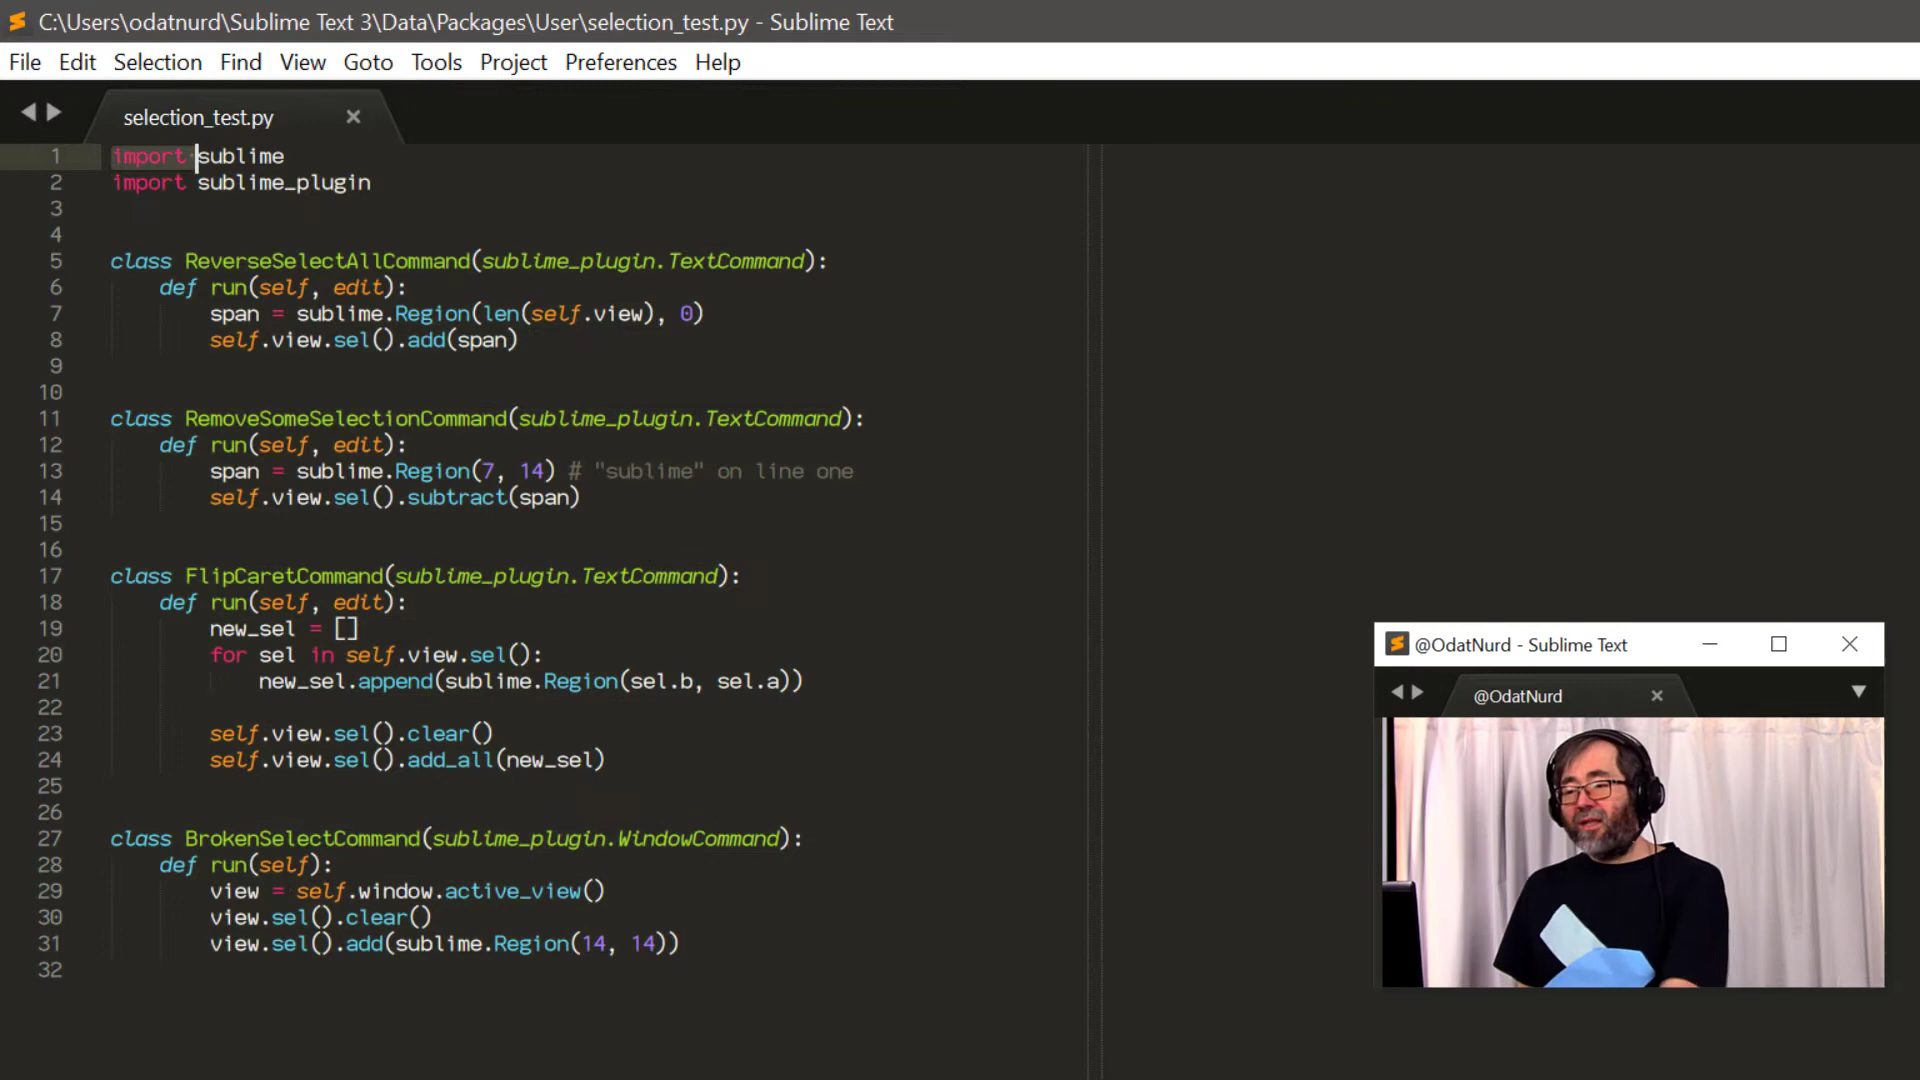 C:\Users\odatnurd\Sublime Text 3\Data\Packages\User\selection_test.py - Sublime Text
File Edit Selection Find View Goto Tools Project Preferences Help
selection_test.py
1 import sublime
2 import sublime_plugin
3
4
5 class ReverseSelectAllCommand(sublime_plugin.TextCommand):
6     def run(self, edit):
7         span = sublime.Region(len(self.view), 0)
8         self.view.sel().add(span)
9
10
11 class RemoveSomeSelectionCommand(sublime_plugin.TextCommand):
12     def run(self, edit):
13         span = sublime.Region(7, 14) # "sublime" on line one
14         self.view.sel().subtract(span)
15
16
17 class FlipCaretCommand(sublime_plugin.TextCommand):
18     def run(self, edit):
19         new_sel = []
20         for sel in self.view.sel():
21             new_sel.append(sublime.Region(sel.b, sel.a))
22
23         self.view.sel().clear()
24         self.view.sel().add_all(new_sel)
25
26
27 class BrokenSelectCommand(sublime_plugin.WindowCommand):
28     def run(self):
29         view = self.window.active_view()
30         view.sel().clear()
31         view.sel().add(sublime.Region(14, 14))
32
@OdatNurd - Sublime Text
@OdatNurd